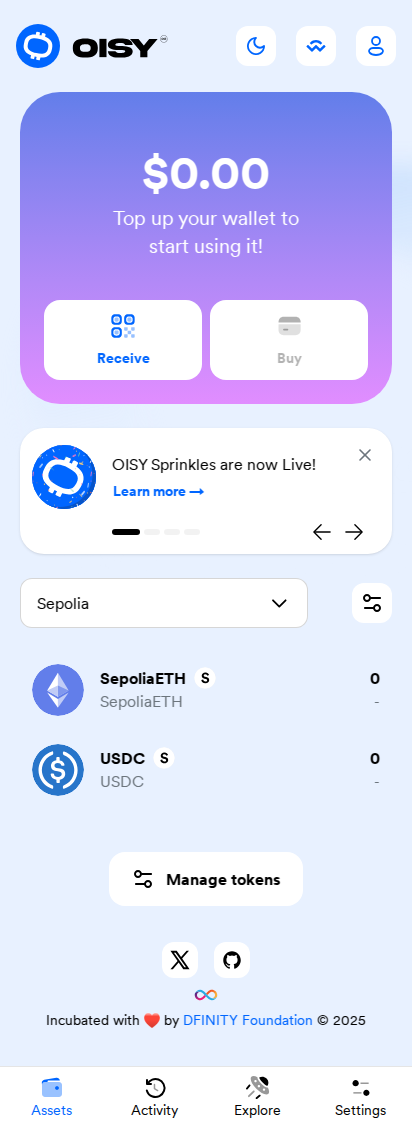 OISY
$0.00
Top up your wallet to
start using it!
Receive
Buy
OISY Sprinkles are now Live!
Learn more →
Sepolia
SepoliaETH S
0
SepoliaETH
-
USDC S
0
USDC
-
Manage tokens
Incubated with ❤️ by DFINITY Foundation © 2025
Assets
Activity
Explore
Settings